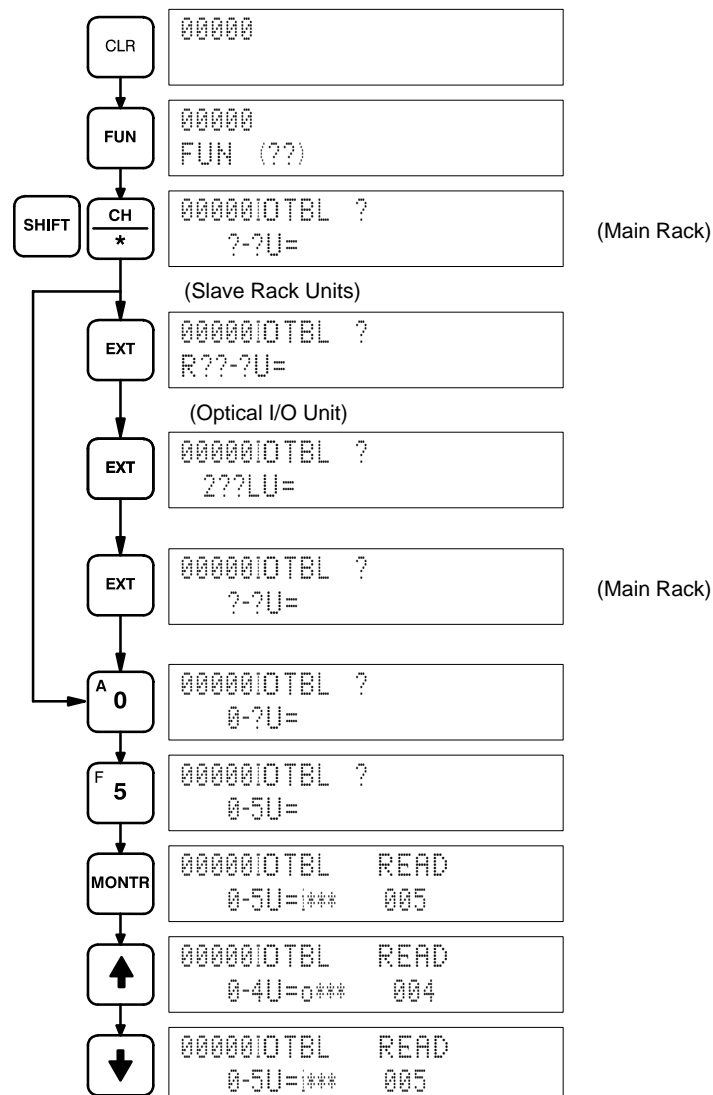 CLR
00000
FUN
00000
FUN (??)
SHIFT
CH
*
00000IOTBL ?
?-?U=
(Main Rack)
(Slave Rack Units)
EXT
00000IOTBL ?
R??-?U=
(Optical I/O Unit)
EXT
00000IOTBL ?
2??LU=
EXT
00000IOTBL ?
?-?U=
(Main Rack)
A 0
00000IOTBL ?
0-?U=
F 5
00000IOTBL ?
0-5U=
MONTR
00000IOTBL READ
0-5U=i*** 005
00000IOTBL READ
0-4U=o*** 004
00000IOTBL READ
0-5U=i*** 005